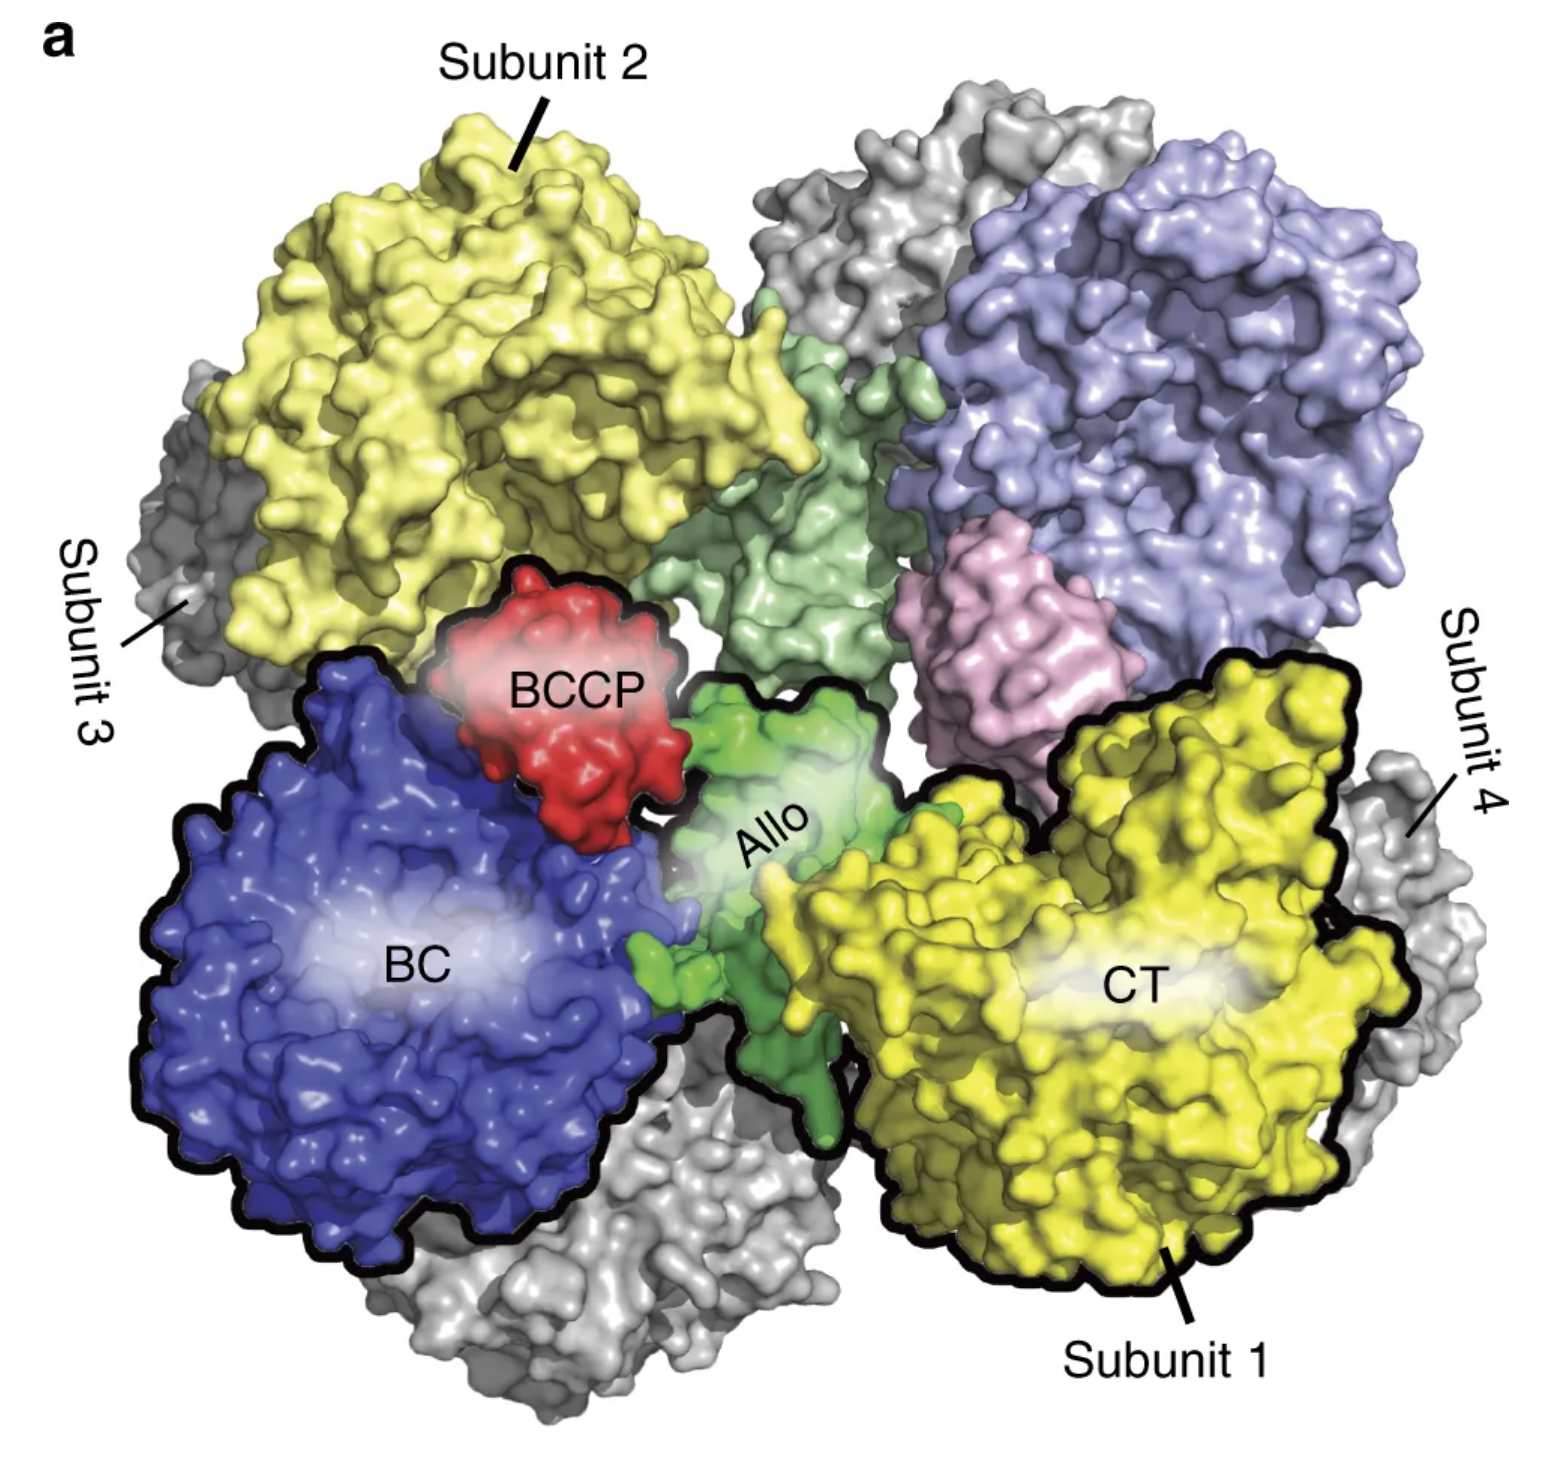 a
Subunit 2
Subunit 3
Subunit 4
BCCP
Allo
BC
CT
Subunit 1